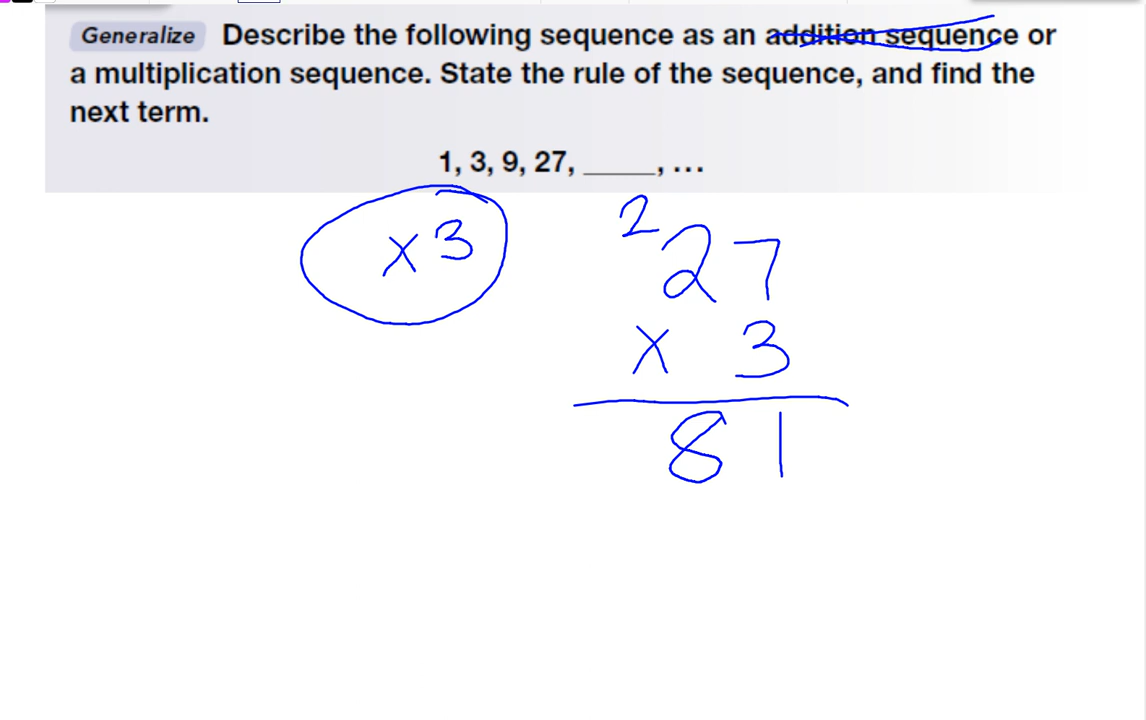 Generalize Describe the following sequence as an addition sequence or
a multiplication sequence. State the rule of the sequence, and find the
next term.
1, 3, 9, 27, _____, ...
x 3
2
27
x 3
81